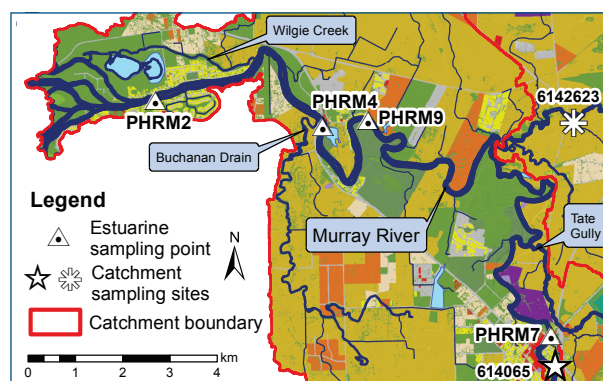 Wilgie Creek
PHRM2
PHRM4
PHRM9
6142623
Buchanan Drain
Murray River
Tate
Gully
PHRM7
614065
Legend
Estuarine
sampling point
Catchment
sampling sites
Catchment boundary
N
km
0 1 2 3 4